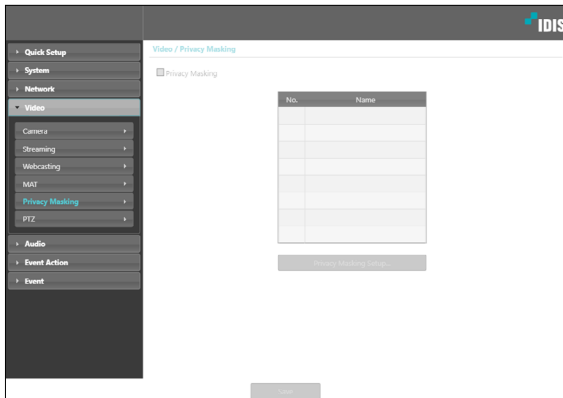 IDIS
Quick Setup
System
Network
Video
Camera
Streaming
Webcasting
MAT
Privacy Masking
PTZ
Audio
Event Action
Event
Video / Privacy Masking
Privacy Masking
No. Name
Privacy Masking Setup...
Save